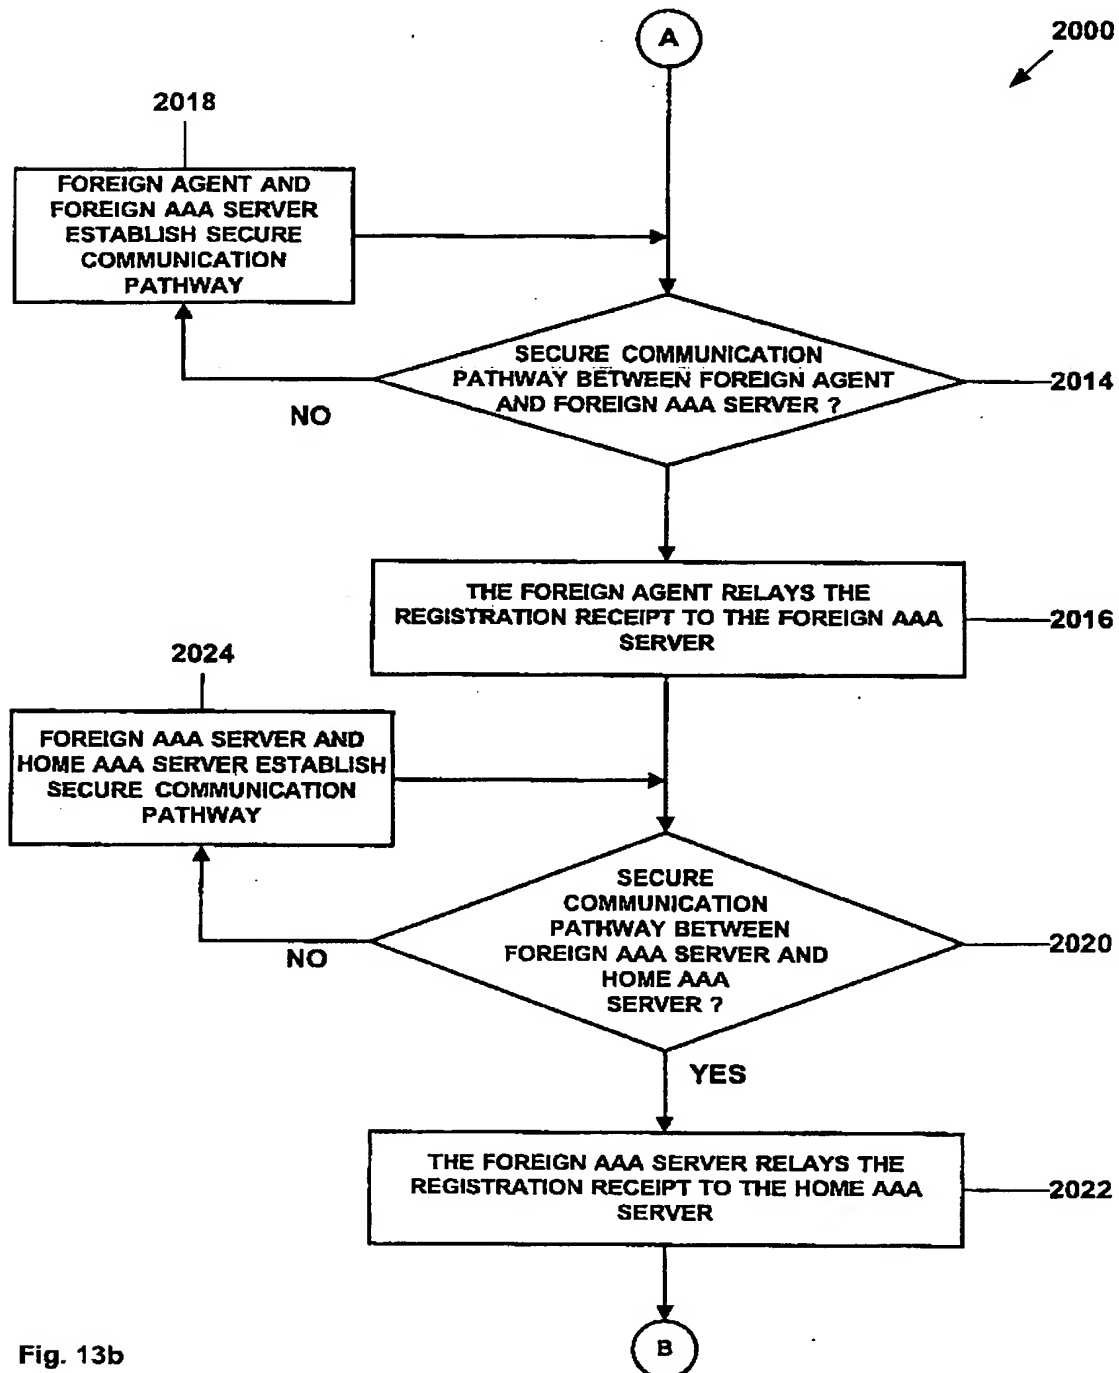 A
2000
2018
FOREIGN AGENT AND
FOREIGN AAA SERVER
ESTABLISH SECURE
COMMUNICATION
PATHWAY
SECURE COMMUNICATION
PATHWAY BETWEEN FOREIGN AGENT
AND FOREIGN AAA SERVER ?
2014
NO
THE FOREIGN AGENT RELAYS THE
REGISTRATION RECEIPT TO THE FOREIGN AAA
SERVER
2016
2024
FOREIGN AAA SERVER AND
HOME AAA SERVER ESTABLISH
SECURE COMMUNICATION
PATHWAY
SECURE
COMMUNICATION
PATHWAY BETWEEN
FOREIGN AAA SERVER AND
HOME AAA
SERVER ?
2020
NO
YES
THE FOREIGN AAA SERVER RELAYS THE
REGISTRATION RECEIPT TO THE HOME AAA
SERVER
2022
B
Fig. 13b